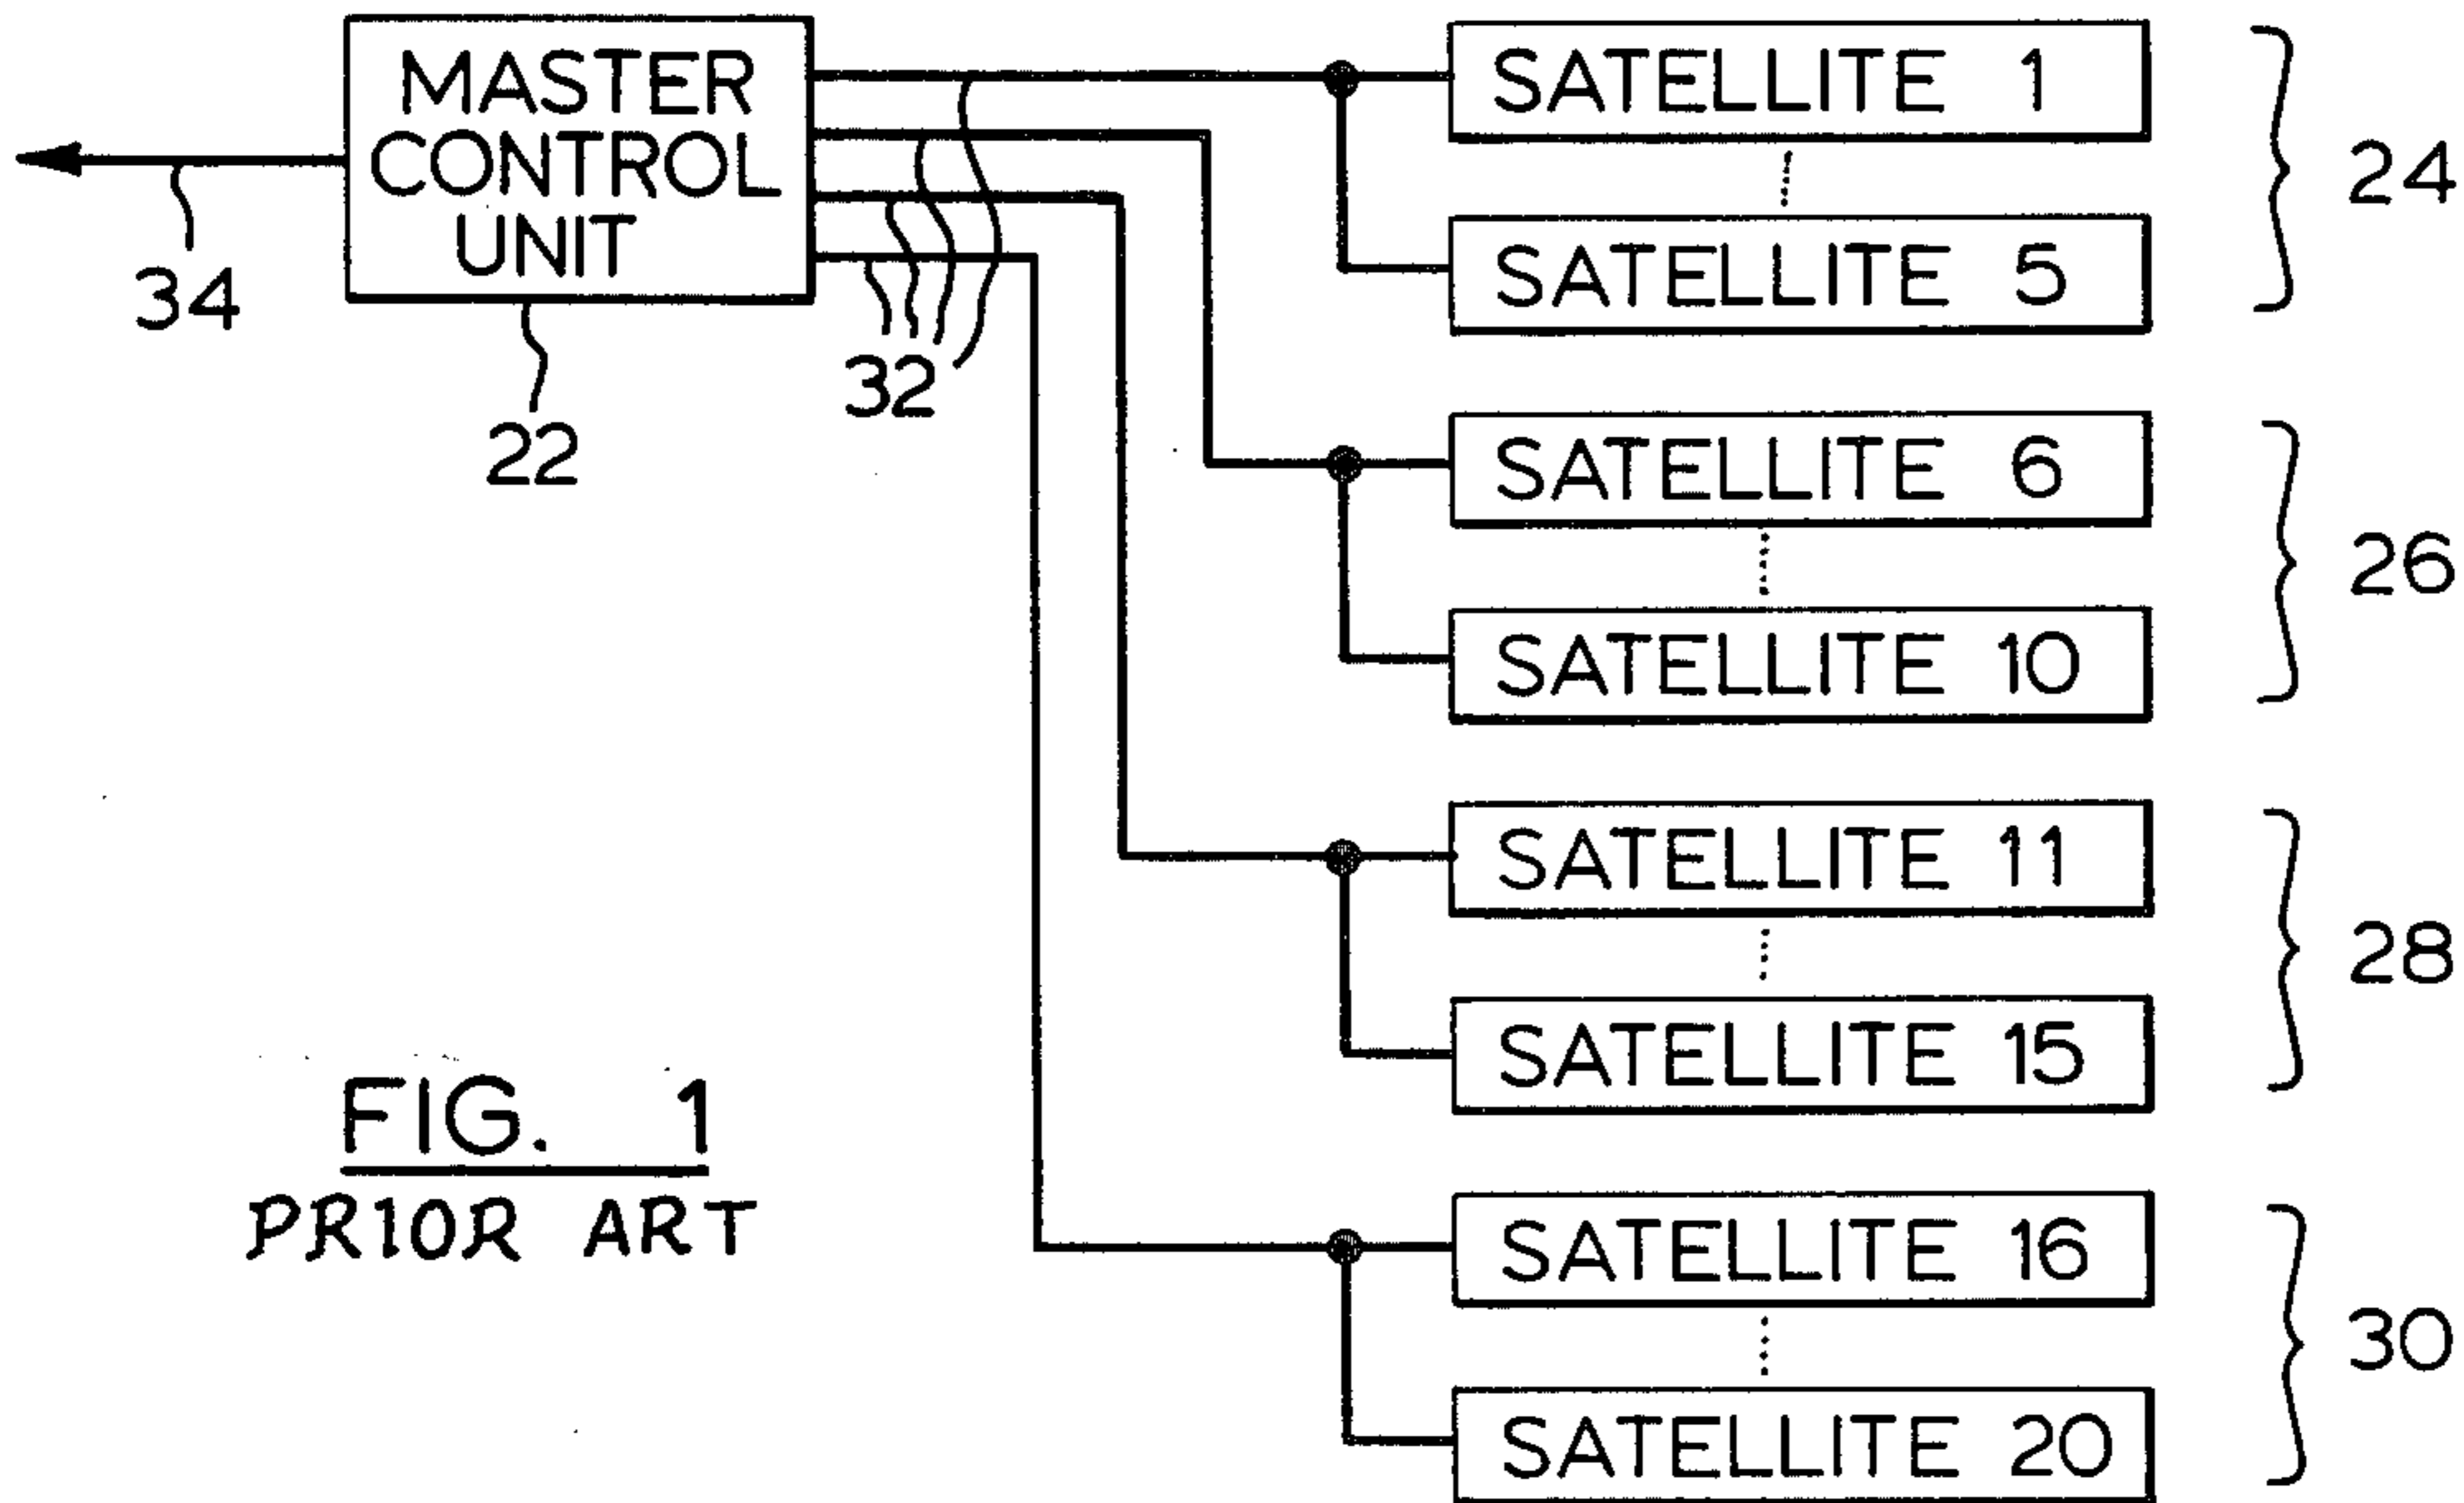 MASTER
CONTROL
UNIT
34
22
32
SATELLITE 1
SATELLITE 5
24
SATELLITE 6
SATELLITE 10
26
SATELLITE 11
SATELLITE 15
28
SATELLITE 16
SATELLITE 20
30
FIG. 1
PRIOR ART